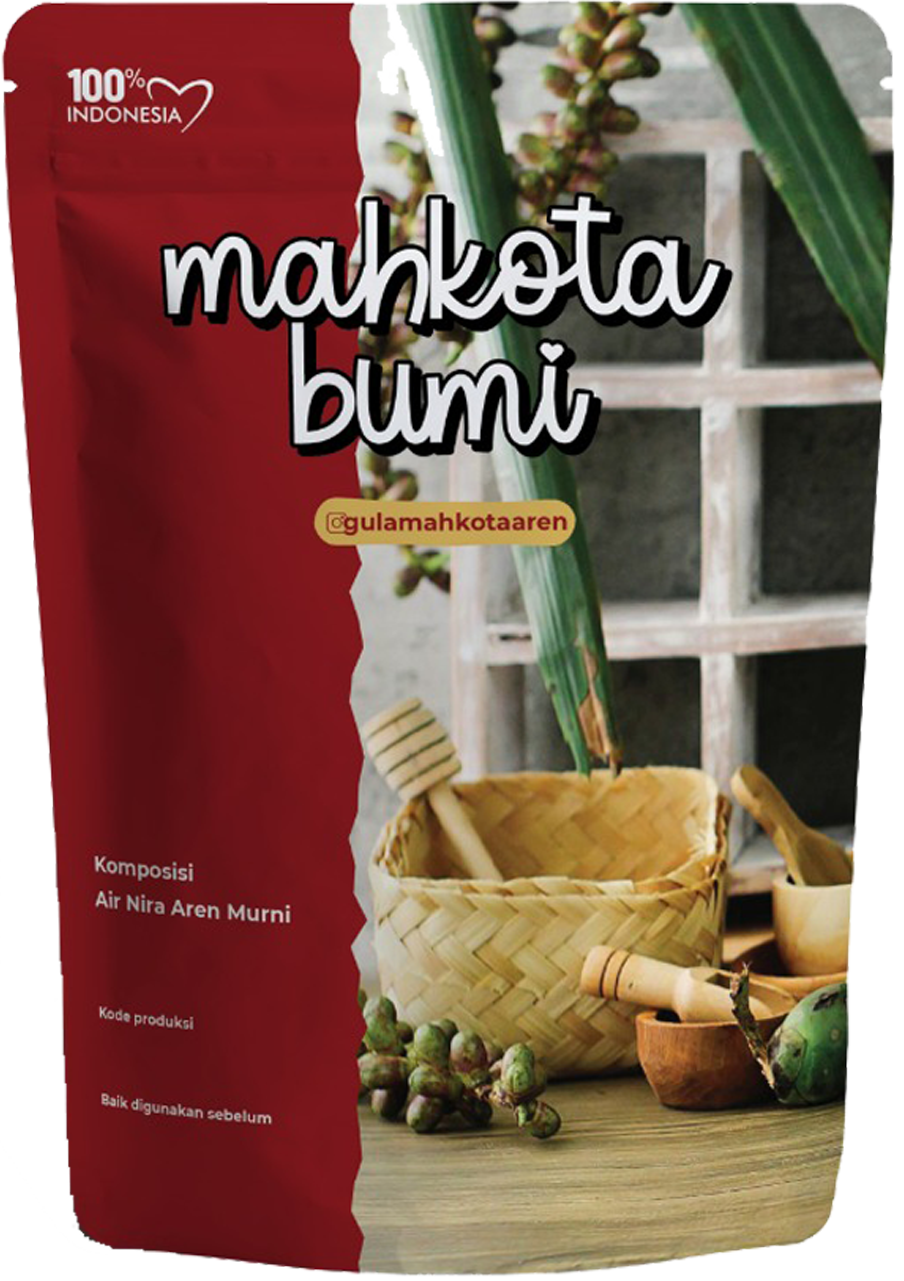 100%
INDONESIA
mahkota
bumi
gulamahkotaaren
Komposisi
Air Nira Aren Murni
Kode produksi
Baik digunakan sebelum